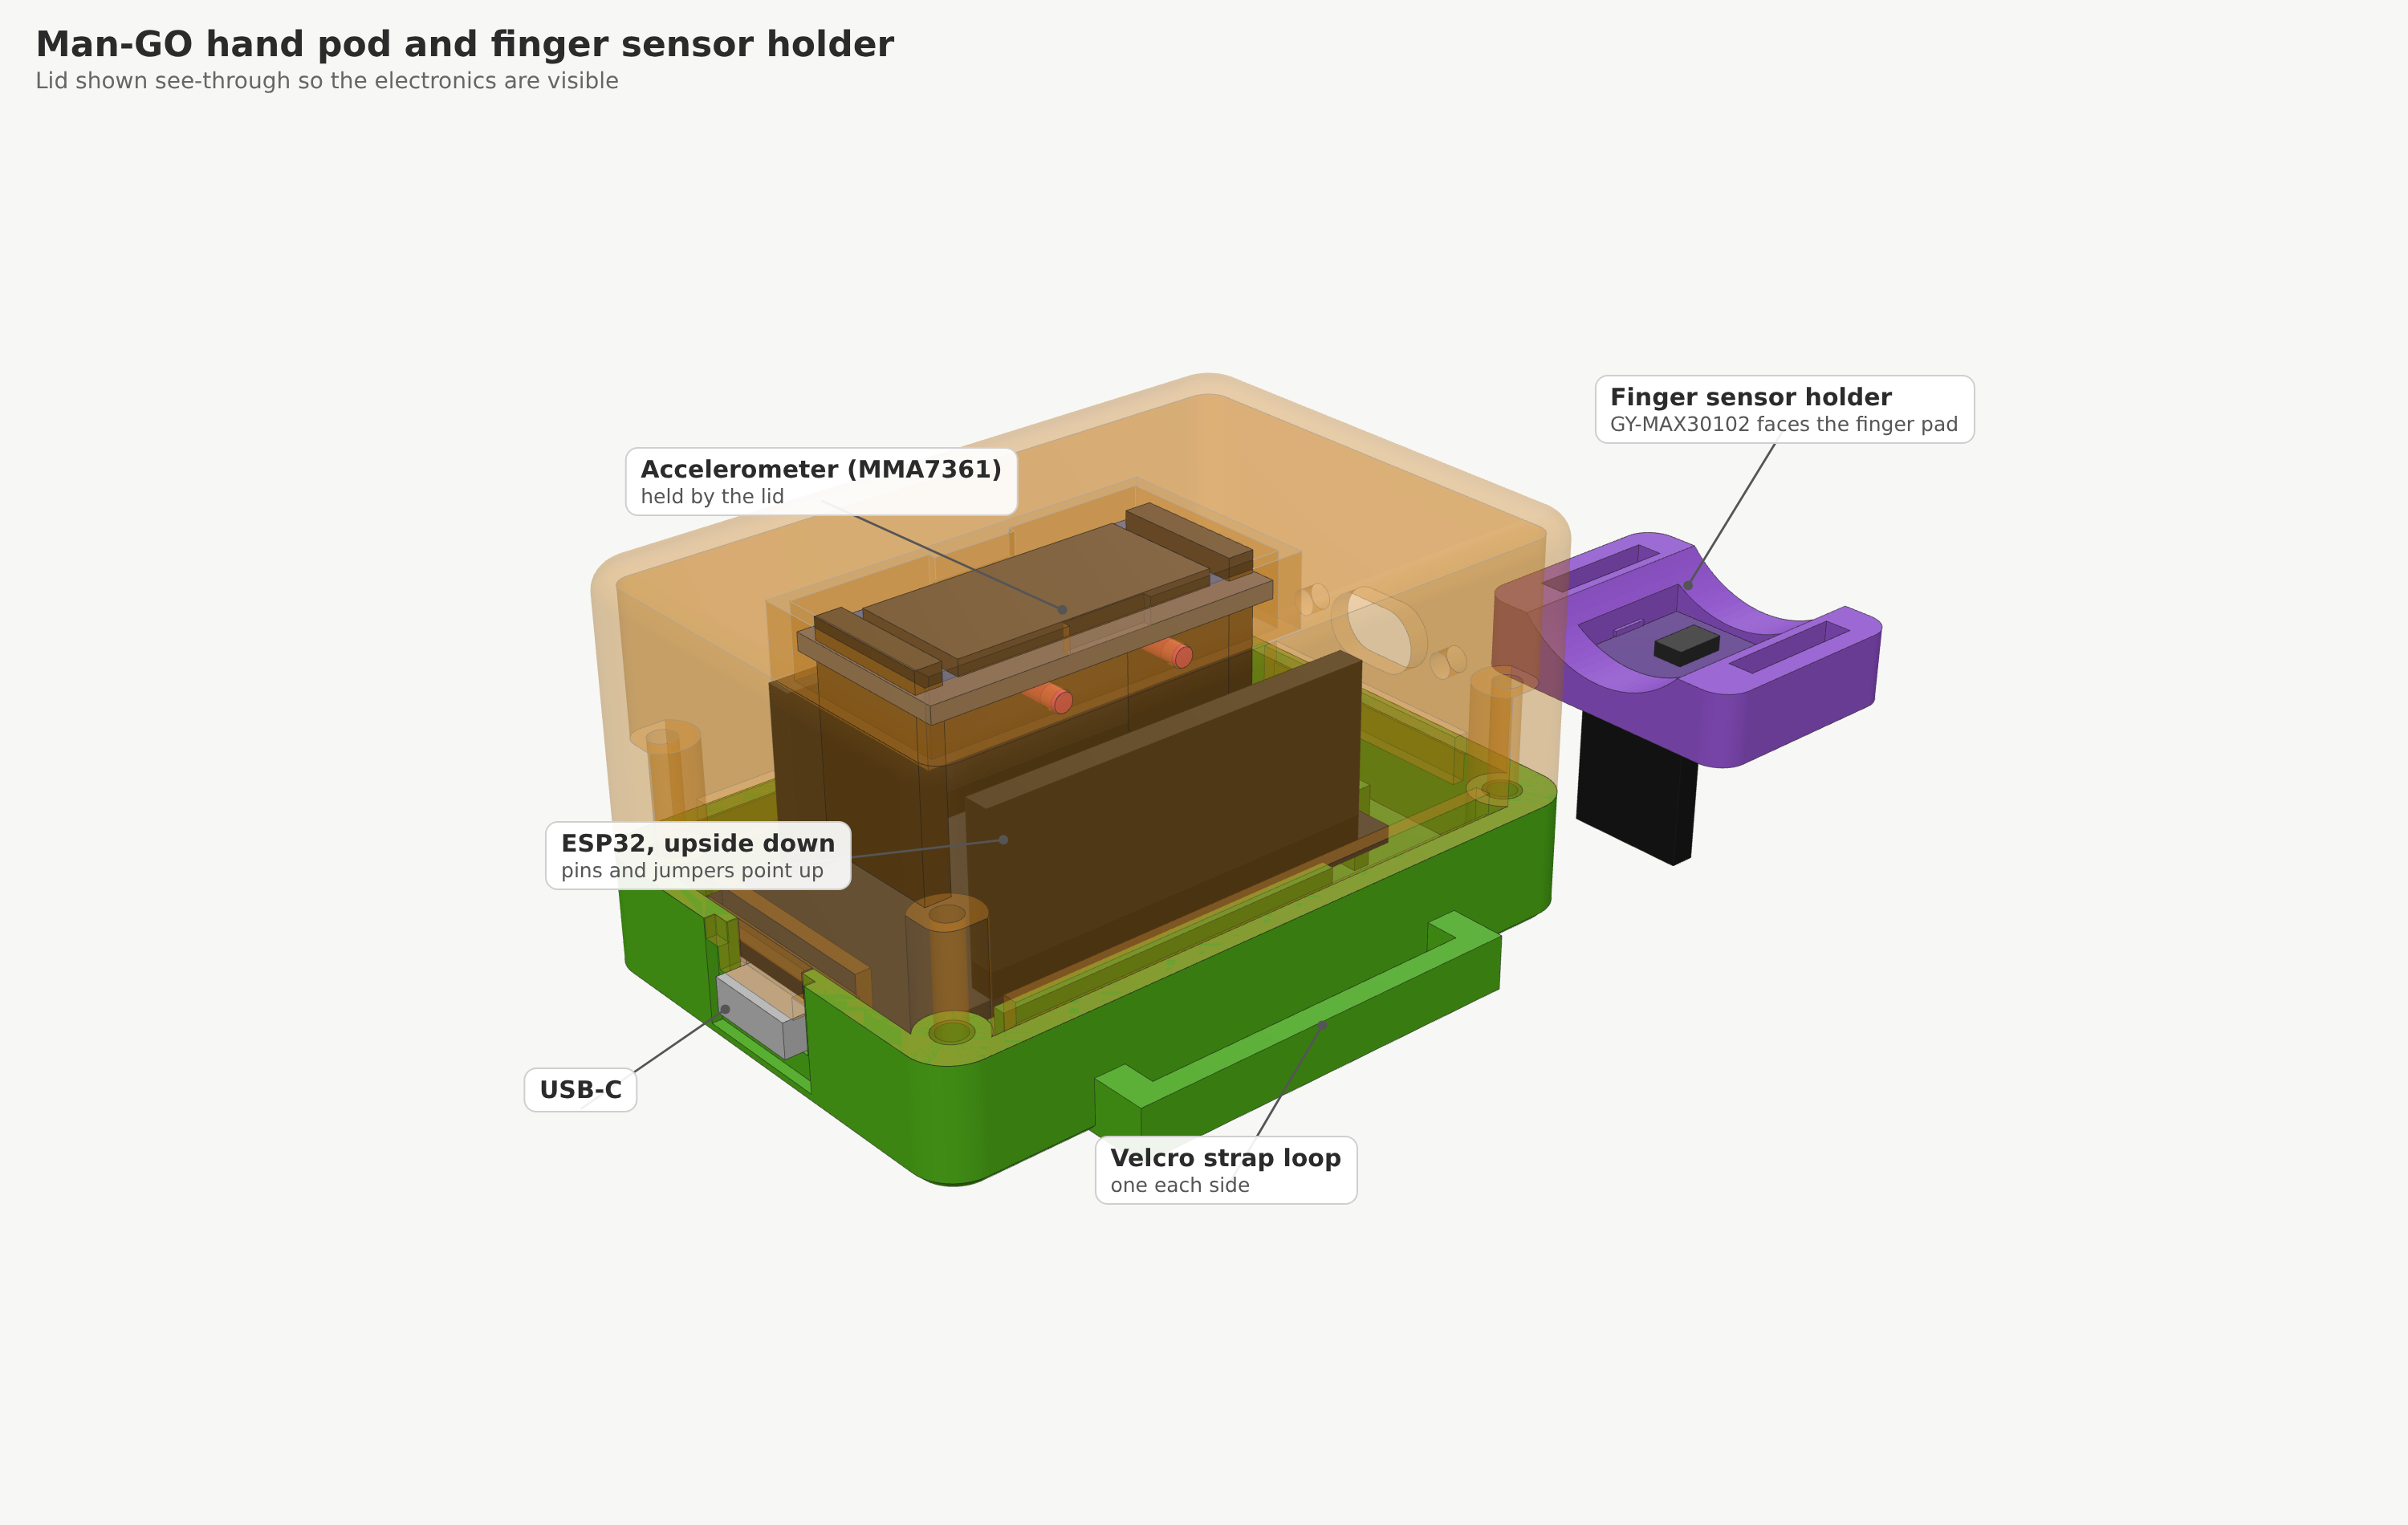 Man-GO hand pod and finger sensor holder
Lid shown see-through so the electronics are visible
Finger sensor holder
GY-MAX30102 faces the finger pad
Accelerometer (MMA7361)
held by the lid
ESP32, upside down
pins and jumpers point up
USB-C
Velcro strap loop
one each side